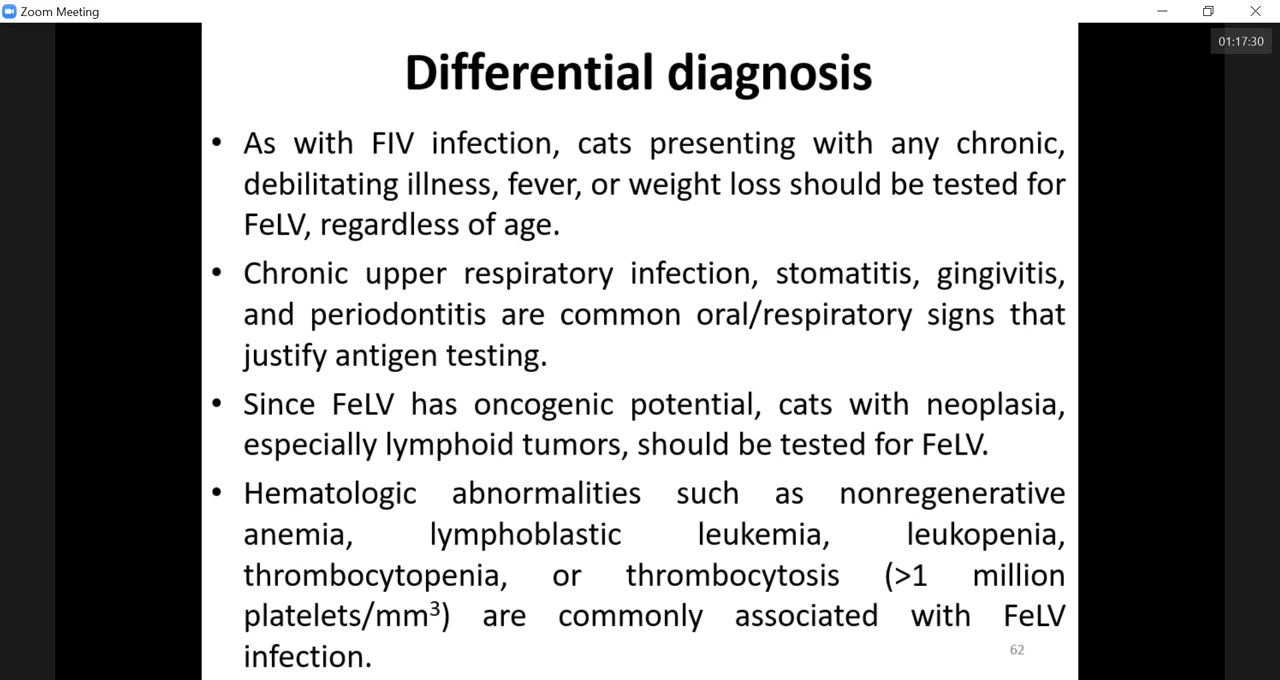 Zoom Meeting
01:17:30
Differential diagnosis
• As with FIV infection, cats presenting with any chronic,
debilitating illness, fever, or weight loss should be tested for
FeLV, regardless of age.
• Chronic upper respiratory infection, stomatitis, gingivitis,
and periodontitis are common oral/respiratory signs that
justify antigen testing.
• Since FeLV has oncogenic potential, cats with neoplasia,
especially lymphoid tumors, should be tested for FeLV.
• Hematologic abnormalities such as nonregenerative
anemia, lymphoblastic leukemia, leukopenia,
thrombocytopenia, or thrombocytosis (>1 million
platelets/mm³) are commonly associated with FeLV
infection.
62